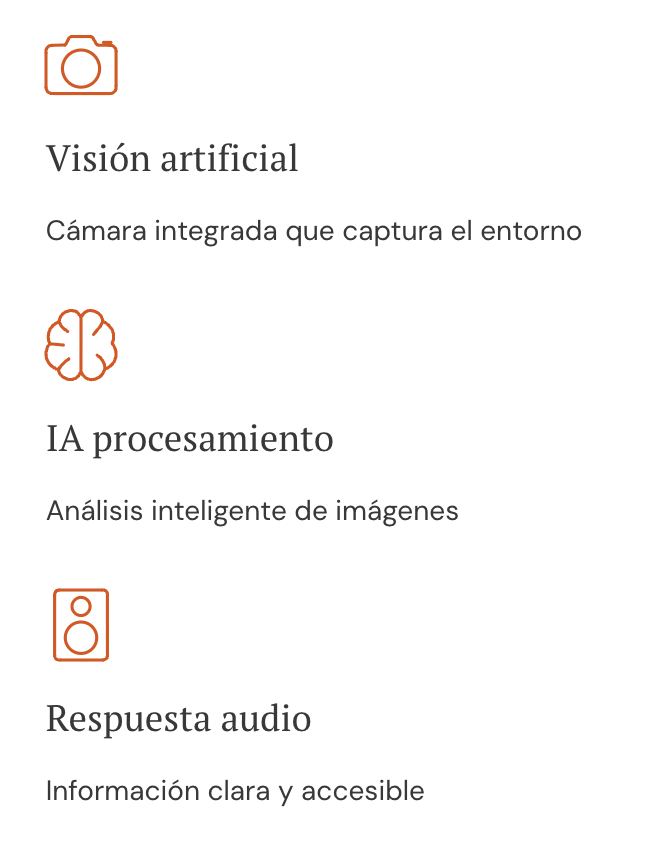 Visión artificial
Cámara integrada que captura el entorno
IA procesamiento
Análisis inteligente de imágenes
Respuesta audio
Información clara y accesible